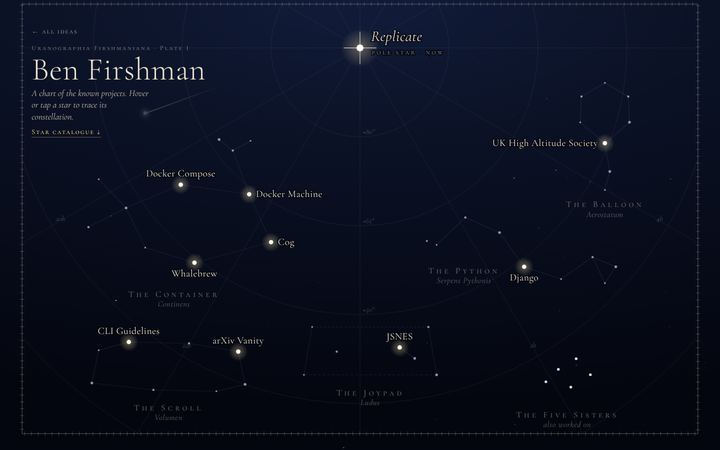 ← ALL IDEAS
URANOGRAPHIA FIRSHMANIANA · PLATE I
Ben Firshman
A chart of the known projects. Hover
or tap a star to trace its
constellation.
STAR CATALOGUE ↓
Replicate
POLE STAR · NOW
UK High Altitude Society
Docker Compose
Docker Machine
THE BALLOON
Aerostatum
Cog
THE PYTHON
Serpens Pythonis
Django
Whalebrew
THE CONTAINER
Continens
CLI Guidelines
arXiv Vanity
JSNES
THE JOYPAD
Ludus
THE SCROLL
Volumen
THE FIVE SISTERS
also worked on